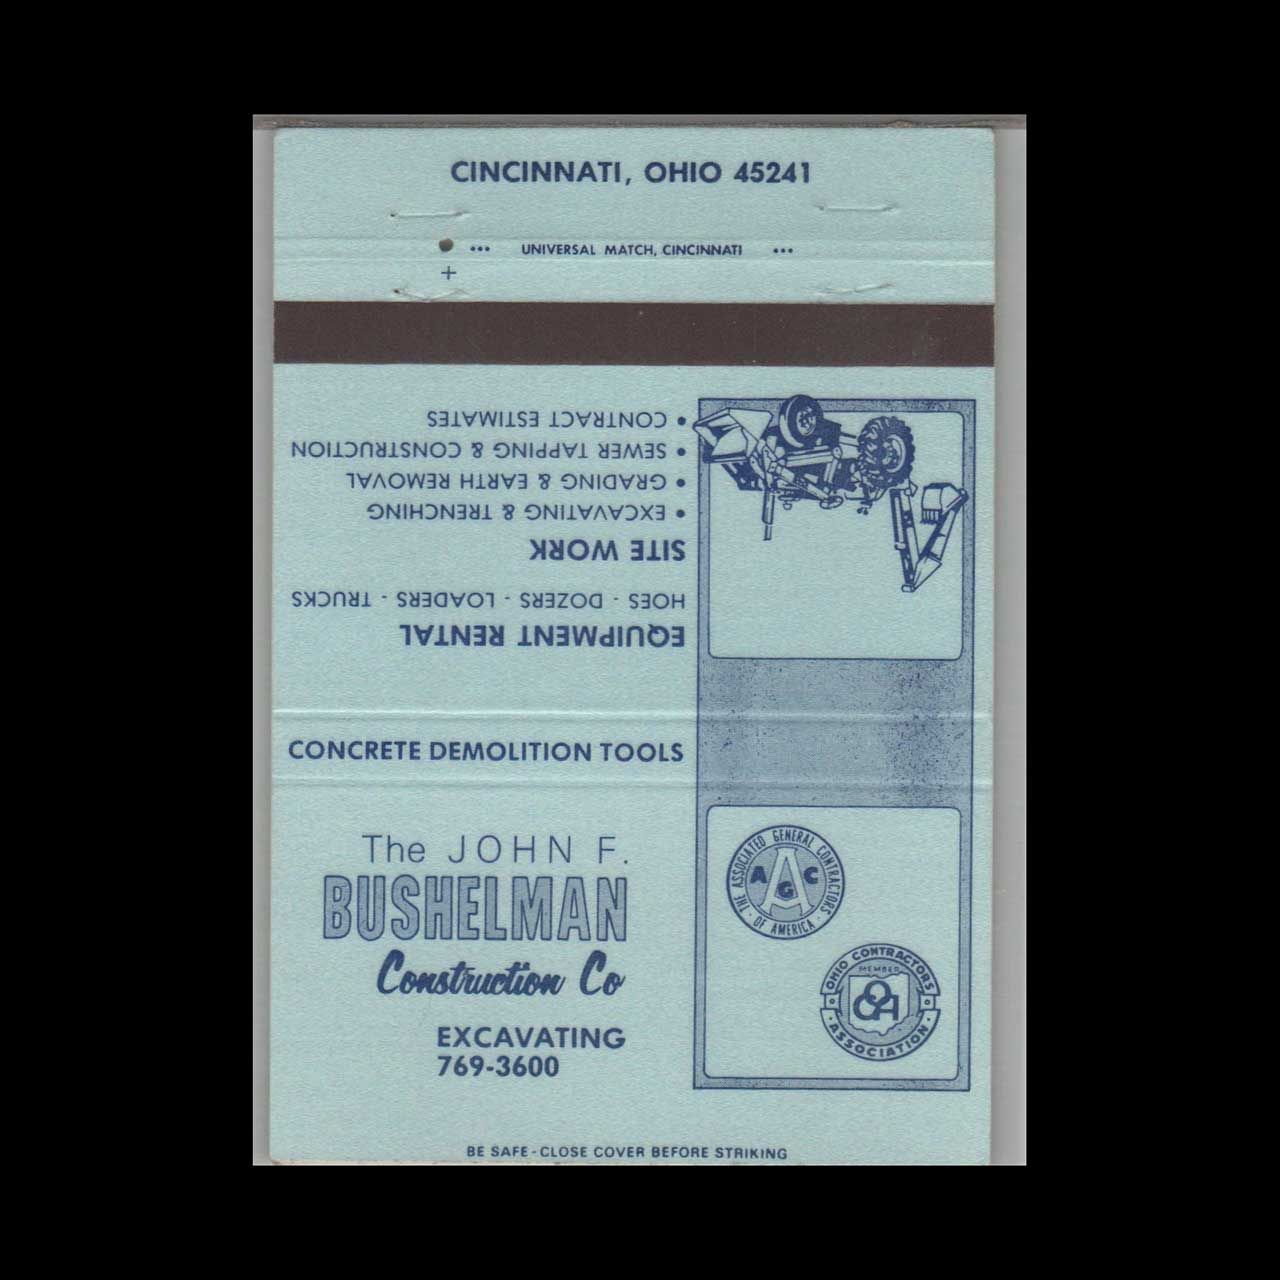 CINCINNATI, OHIO 45241
••• UNIVERSAL MATCH, CINCINNATI •••
+
EQUIPMENT RENTAL
HOES - DOZERS - LOADERS - TRUCKS
SITE WORK
• EXCAVATING & TRENCHING
• GRADING & EARTH REMOVAL
• SEWER TAPPING & CONSTRUCTION
• CONTRACT ESTIMATES
CONCRETE DEMOLITION TOOLS
The JOHN F.
BUSHELMAN
Construction Co
EXCAVATING
769-3600
THE ASSOCIATED GENERAL CONTRACTORS
OF AMERICA
AGC
OHIO CONTRACTORS
MEMBER
OCA
ASSOCIATION
BE SAFE - CLOSE COVER BEFORE STRIKING